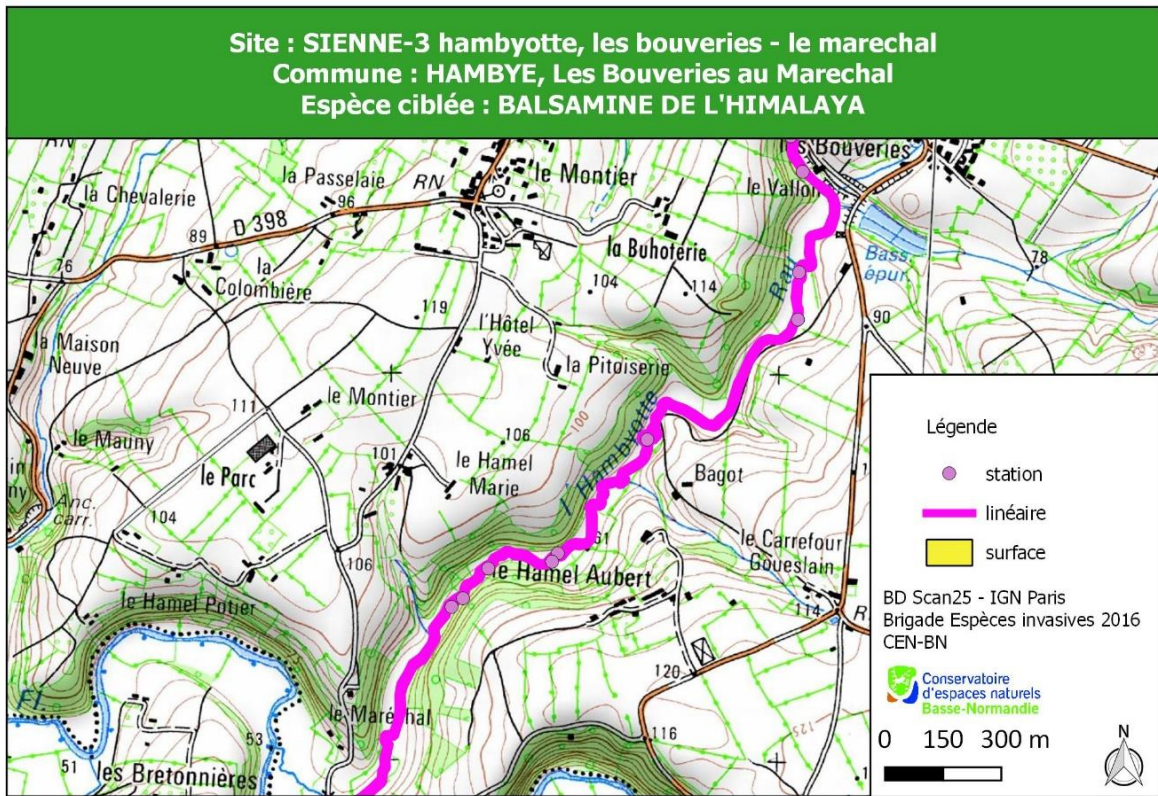 Site : SIENNE-3 hambyotte, les bouveries - le marechal
Commune : HAMBYE, Les Bouveries au Marechal
Espèce ciblée : BALSAMINE DE L'HIMALAYA
RN
la Chevalerie
la Passelaie
RN
le Montier
les Bouveries
le Vallon
96
89
D 398
la Buhoterie
Bass
épur
78
76
la
Colombière
104
114
Rau
119
90
la Maison
Neuve
l'Hôtel
Yvée
la Pitoiserie
le Montier
100
111
le Mauny
106
l'Hambyotte
101
le Hamel
Marie
Bagot
le Parc
Anc.
carr.
104
61
le Carrefour
Goueslain
106
le Hamel Aubert
le Hamel Potier
114
R
120
Fl
le Maréchal
125
53
116
51
les Bretonnières
Légende
station
linéaire
surface
BD Scan25 - IGN Paris
Brigade Espèces invasives 2016
CEN-BN
Conservatoire
d'espaces naturels
Basse-Normandie
0 150 300 m
N